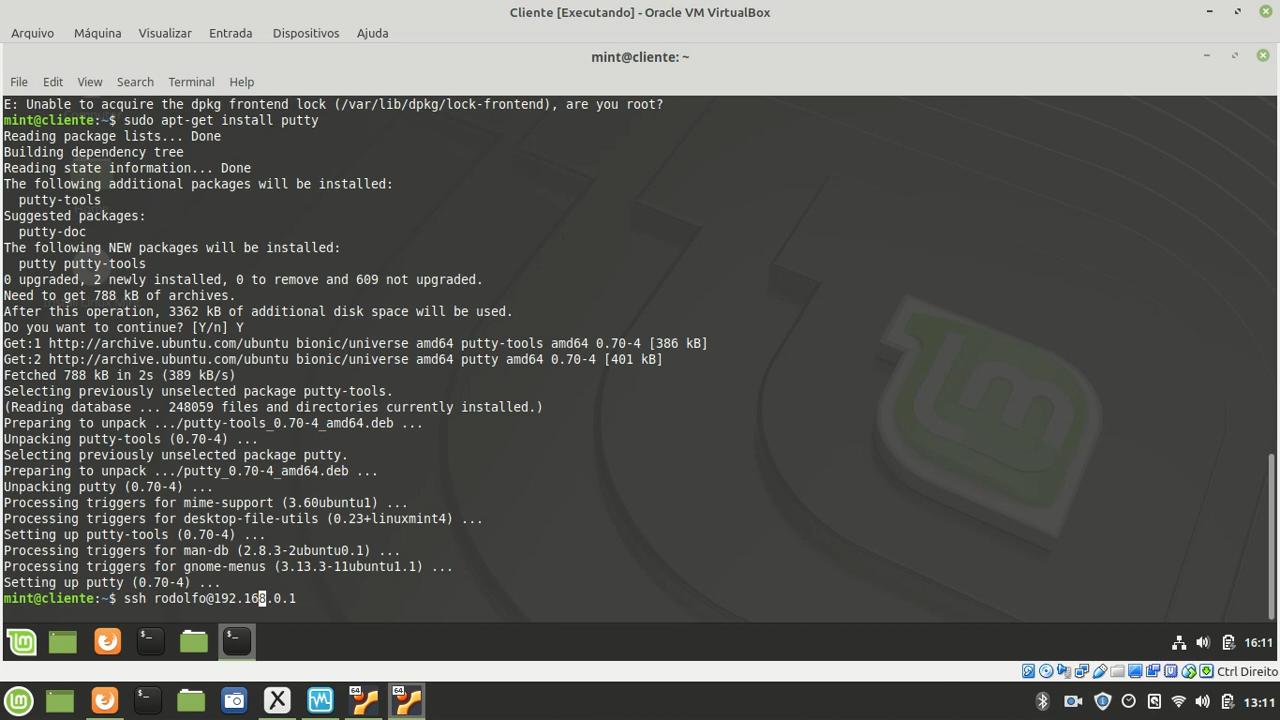 Cliente [Executando] - Oracle VM VirtualBox
Arquivo Máquina Visualizar Entrada Dispositivos Ajuda
mint@cliente: ~
File Edit View Search Terminal Help
E: Unable to acquire the dpkg frontend lock (/var/lib/dpkg/lock-frontend), are you root?
mint@cliente:~$ sudo apt-get install putty
Reading package lists... Done
Building dependency tree
Reading state information... Done
The following additional packages will be installed:
putty-tools
Suggested packages:
putty-doc
The following NEW packages will be installed:
putty putty-tools
0 upgraded, 2 newly installed, 0 to remove and 609 not upgraded.
Need to get 788 kB of archives.
After this operation, 3362 kB of additional disk space will be used.
Do you want to continue? [Y/n] Y
Get:1 http://archive.ubuntu.com/ubuntu bionic/universe amd64 putty-tools amd64 0.70-4 [386 kB]
Get:2 http://archive.ubuntu.com/ubuntu bionic/universe amd64 putty amd64 0.70-4 [401 kB]
Fetched 788 kB in 2s (389 kB/s)
Selecting previously unselected package putty-tools.
(Reading database ... 248059 files and directories currently installed.)
Preparing to unpack .../putty-tools_0.70-4_amd64.deb ...
Unpacking putty-tools (0.70-4) ...
Selecting previously unselected package putty.
Preparing to unpack .../putty_0.70-4_amd64.deb ...
Unpacking putty (0.70-4) ...
Processing triggers for mime-support (3.60ubuntu1) ...
Processing triggers for desktop-file-utils (0.23+linuxmint4) ...
Setting up putty-tools (0.70-4) ...
Processing triggers for man-db (2.8.3-2ubuntu0.1) ...
Processing triggers for gnome-menus (3.13.3-11ubuntu1.1) ...
Setting up putty (0.70-4) ...
mint@cliente:~$ ssh rodolfo@192.168.0.1
16:11
Ctrl Direito
64 64
13:11